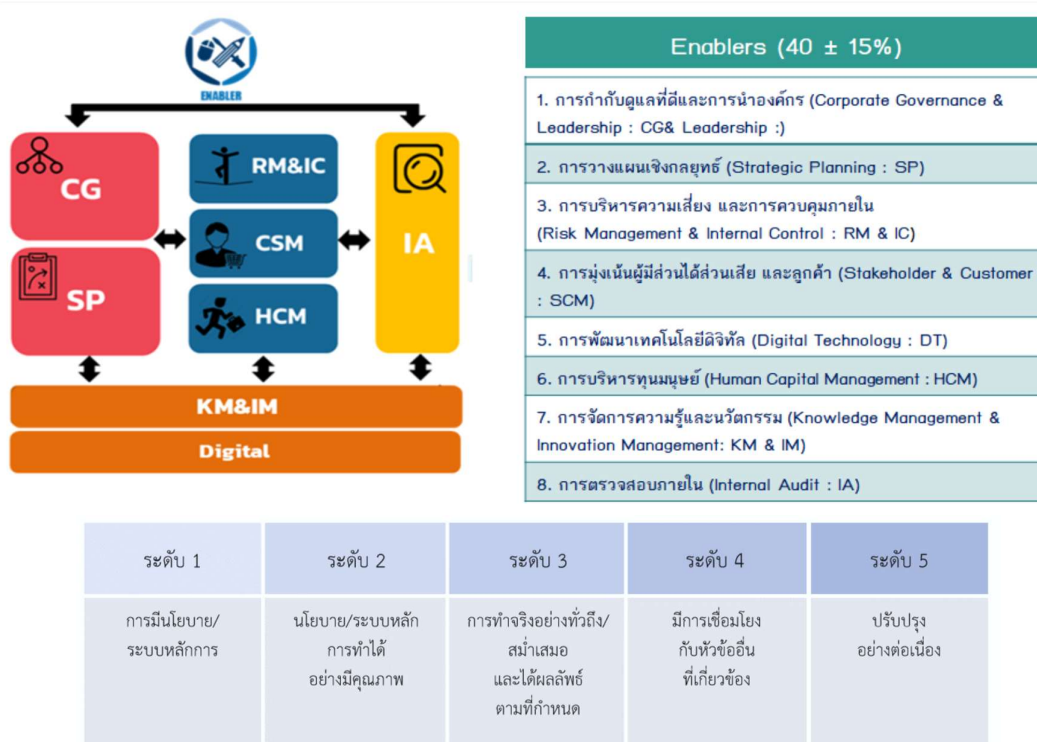 ENABLER
CG
SP
RM&IC
CSM
HCM
IA
KM&IM
Digital
Enablers (40 ± 15%)
1. การกำกับดูแลที่ดีและการนำองค์กร (Corporate Governance &
Leadership : CG& Leadership :)
2. การวางแผนเชิงกลยุทธ์ (Strategic Planning : SP)
3. การบริหารความเสี่ยง และการควบคุมภายใน
(Risk Management & Internal Control : RM & IC)
4. การมุ่งเน้นผู้มีส่วนได้ส่วนเสีย และลูกค้า (Stakeholder & Customer
: SCM)
5. การพัฒนาเทคโนโลยีดิจิทัล (Digital Technology : DT)
6. การบริหารทุนมนุษย์ (Human Capital Management : HCM)
7. การจัดการความรู้และนวัตกรรม (Knowledge Management &
Innovation Management: KM & IM)
8. การตรวจสอบภายใน (Internal Audit : IA)
ระดับ 1
ระดับ 2
ระดับ 3
ระดับ 4
ระดับ 5
การมีนโยบาย/
ระบบหลักการ
นโยบาย/ระบบหลัก
การทำได้
อย่างมีคุณภาพ
การทำจริงอย่างทั่วถึง/
สม่ำเสมอ
และได้ผลลัพธ์
ตามที่กำหนด
มีการเชื่อมโยง
กับหัวข้ออื่น
ที่เกี่ยวข้อง
ปรับปรุง
อย่างต่อเนื่อง